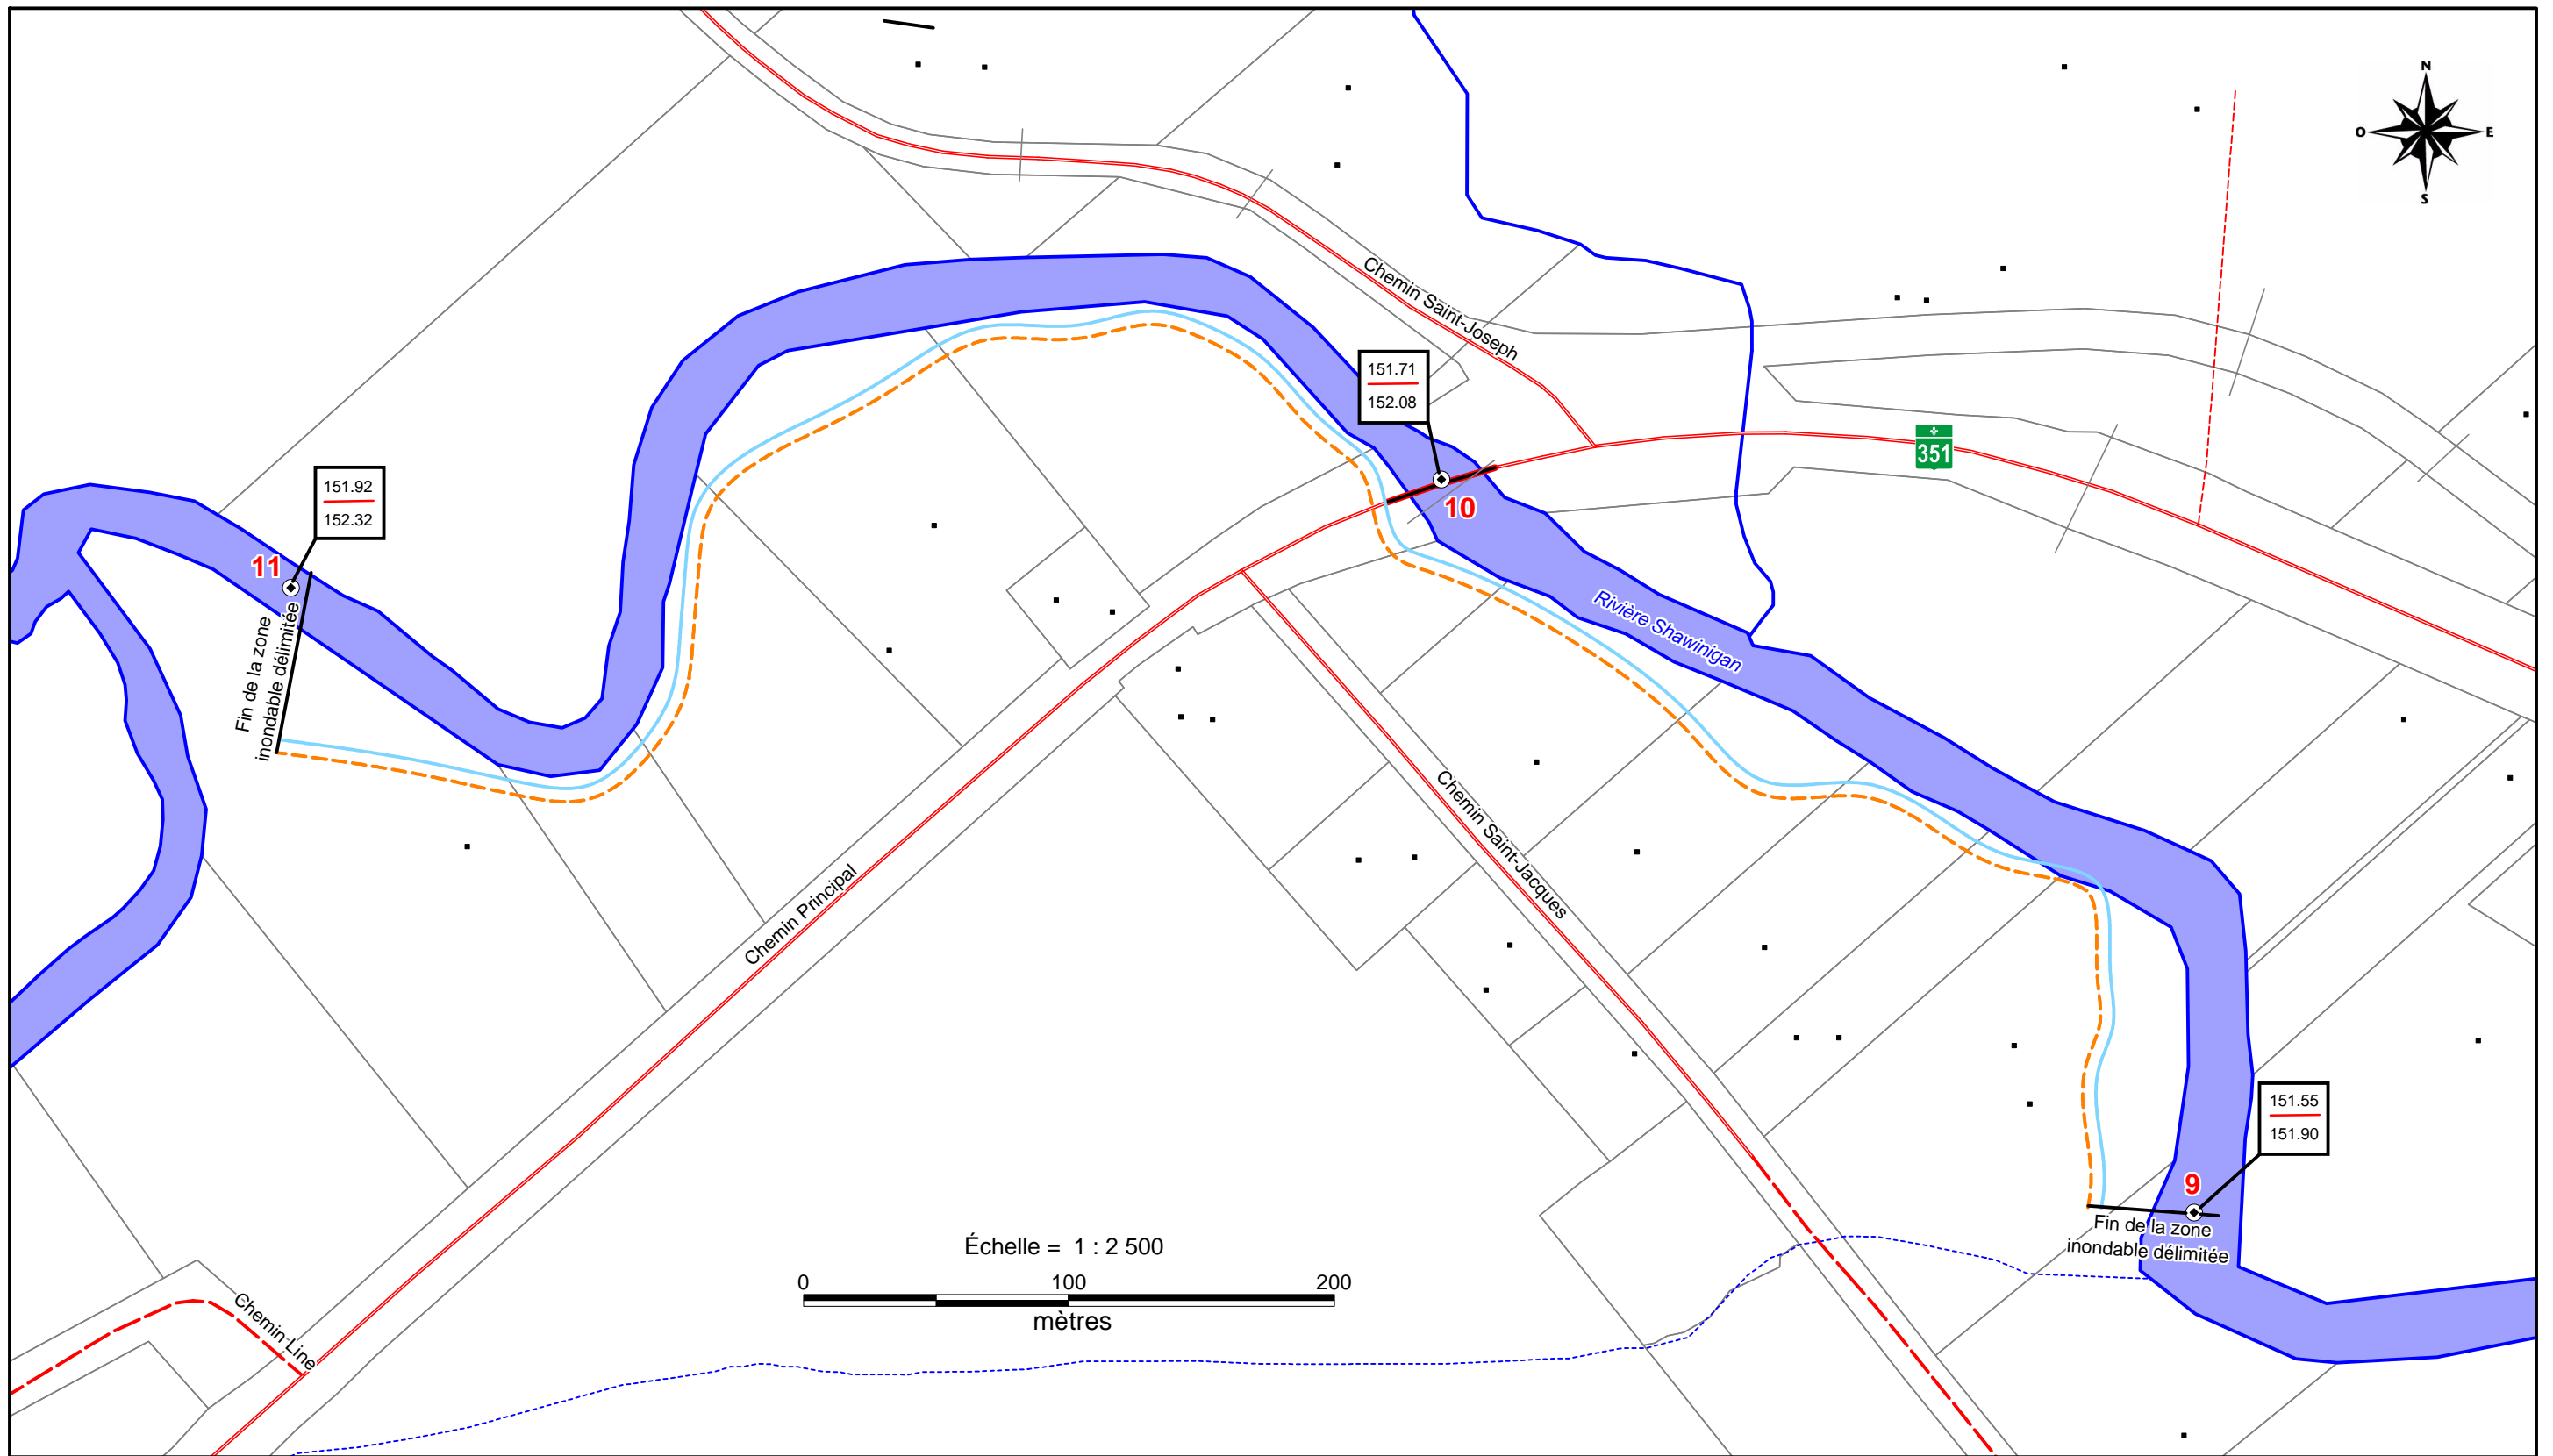 N
O
E
S
Chemin Saint-Joseph
151.71
152.08
351
10
151.92
152.32
11
Fin de la zone
inondable délimitée
Rivière Shawinigan
Chemin Saint-Jacques
Chemin Principal
151.55
151.90
9
Fin de la zone
inondable délimitée
Échelle = 1 : 2 500
0 100 200
mètres
Chemin Line